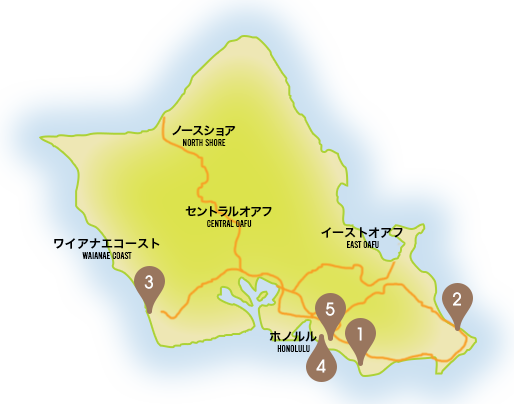 ノースショア
NORTH SHORE
セントラルオアフ
CENTRAL OAFU
イーストオアフ
EAST OAFU
ワイアナエコースト
WAIANAE COAST
3
2
5
ホノルル
HONOLULU
1
4